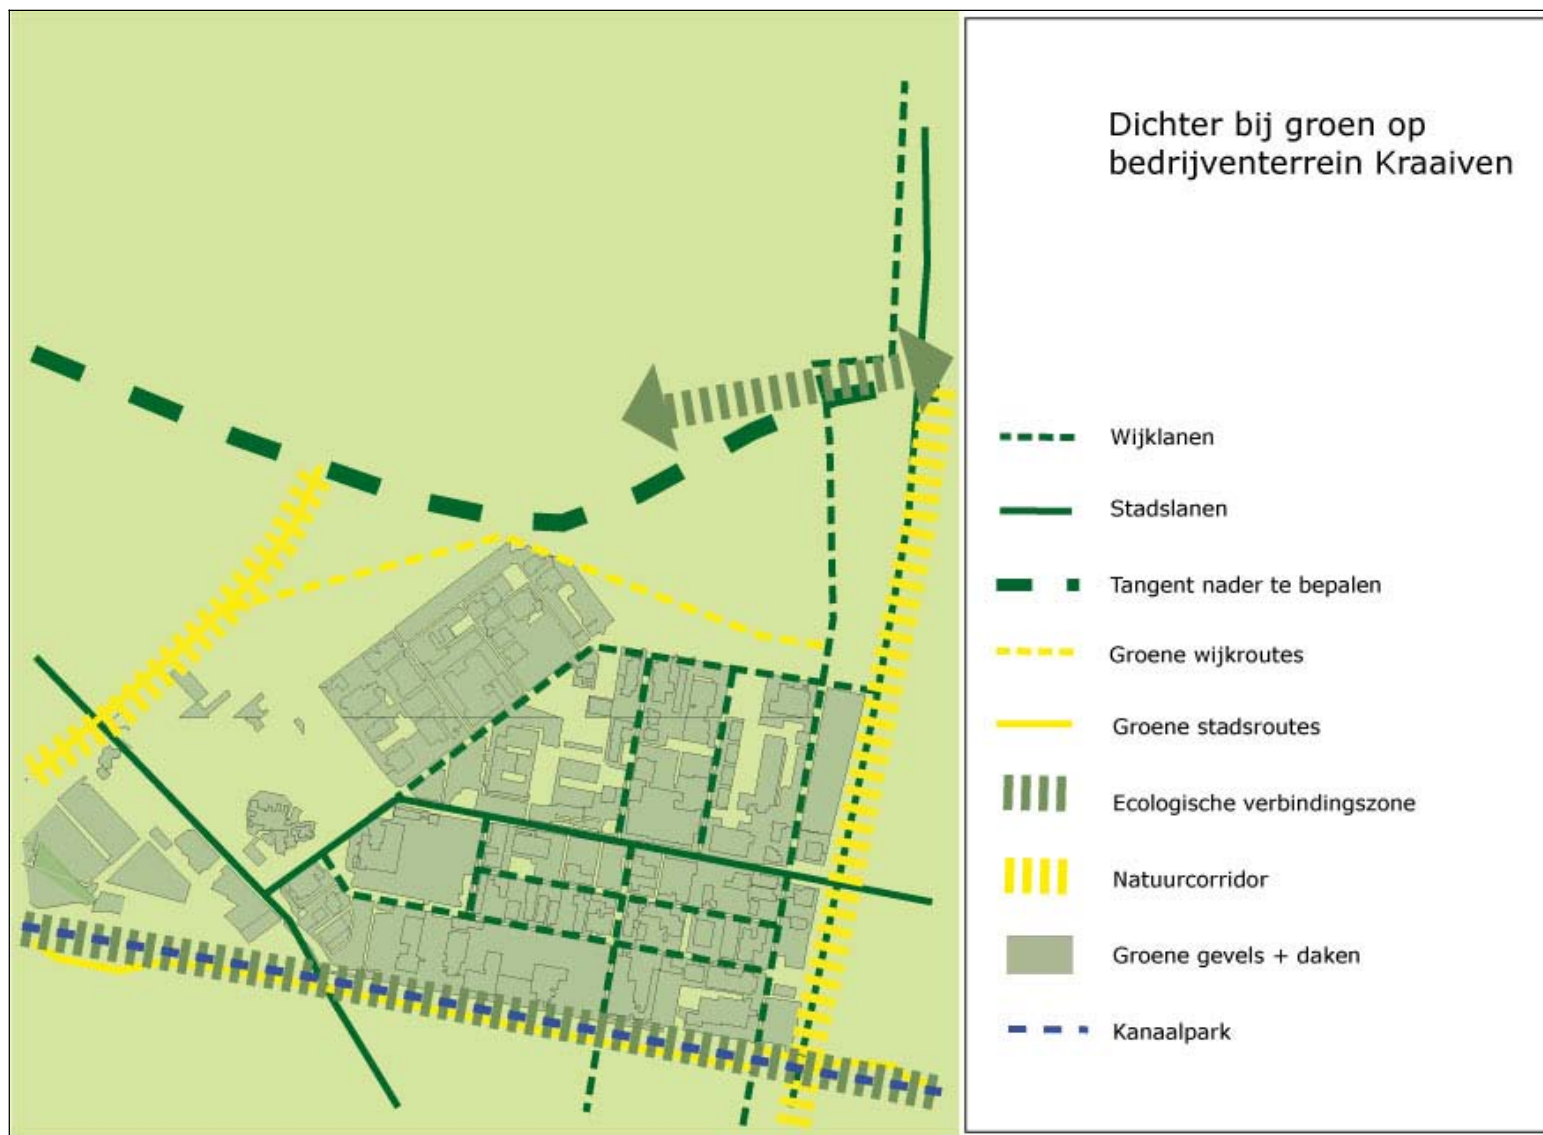 Dichter bij groen op
bedrijventerrein Kraaiven
Wijklanen
Stadslanen
Tangent nader te bepalen
Groene wijkroutes
Groene stadsroutes
Ecologische verbindingszone
Natuurcorridor
Groene gevels + daken
Kanaalpark